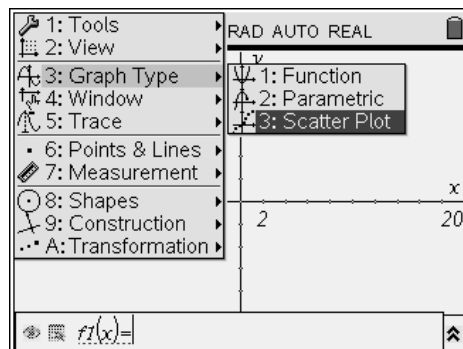 1: Tools
RAD AUTO REAL
2: View
3: Graph Type
4: Window
5: Trace
6: Points & Lines
7: Measurement
8: Shapes
9: Construction
A: Transformation
y
1: Function
2: Parametric
3: Scatter Plot
x
2
20
f1(x)=